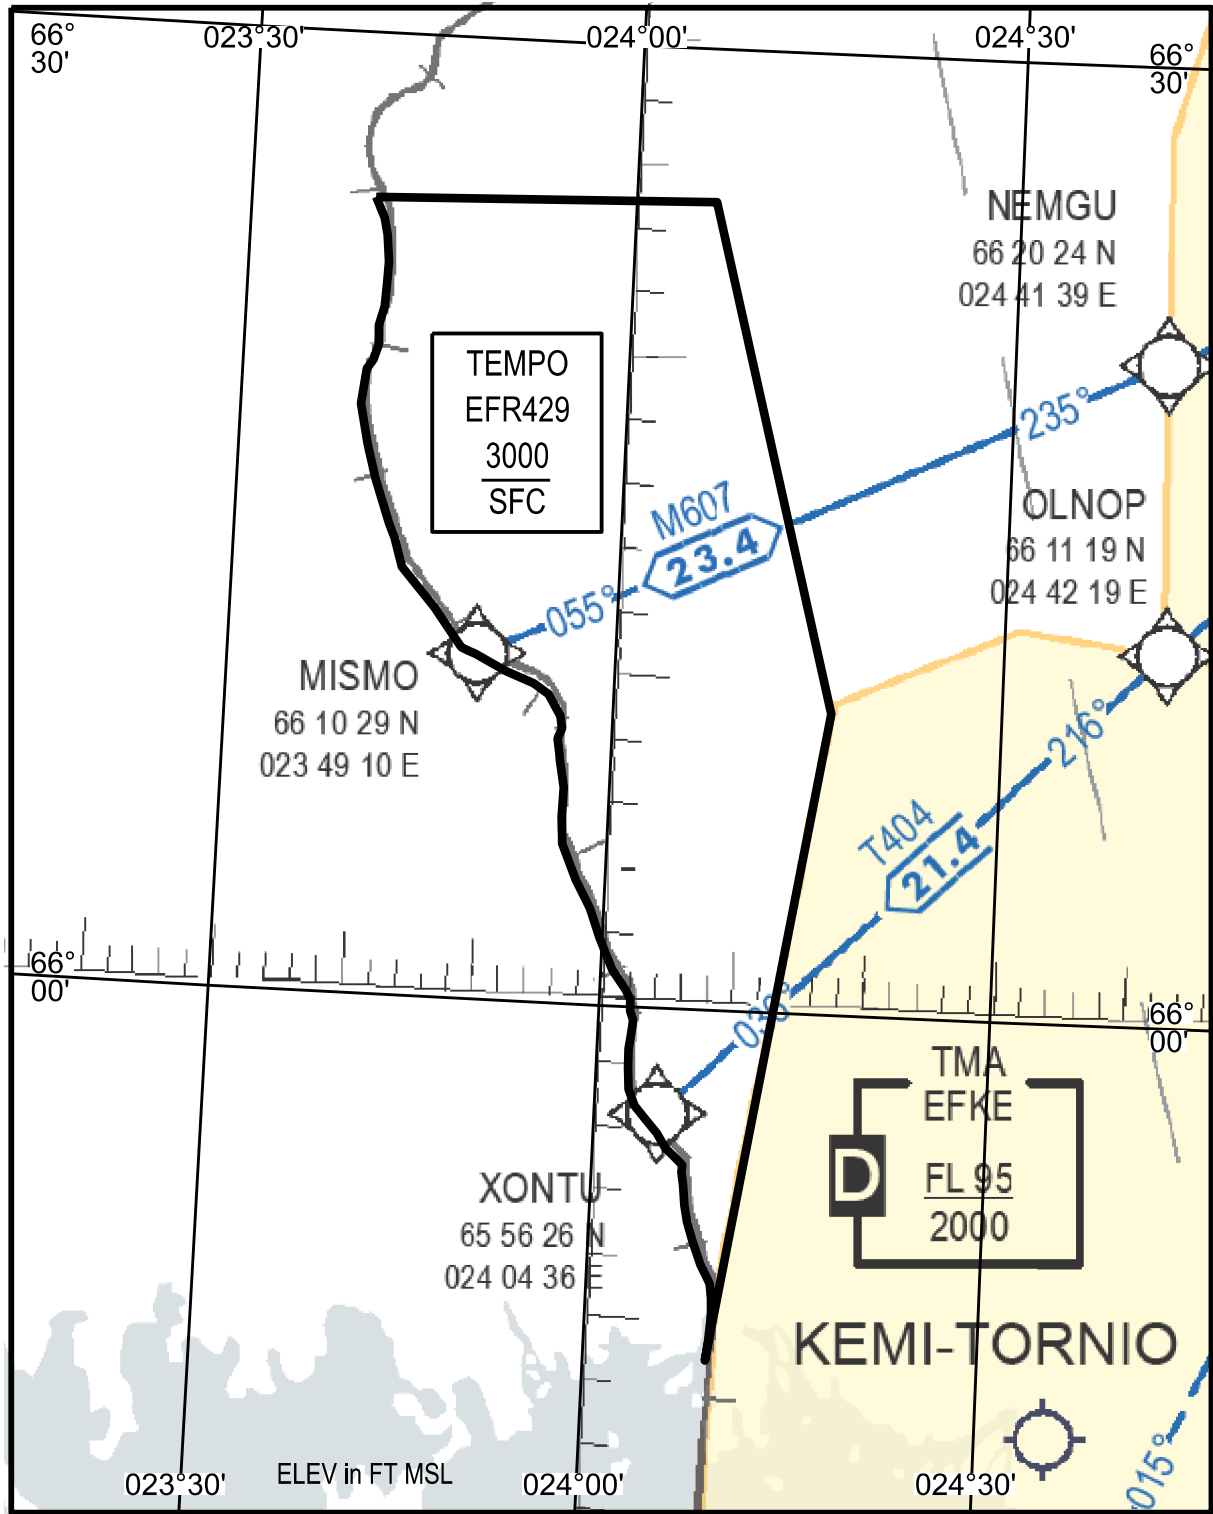 66°
30'
023°30'
024°00'
024°30'
66°
30'
NEMGU
66 20 24 N
024 41 39 E
TEMPO
EFR429
3000
SFC
235°
M607
23.4
055°
OLNOP
66 11 19 N
024 42 19 E
MISMO
66 10 29 N
023 49 10 E
216°
T404
21.4
66°
00'
66°
00'
TMA
EFKE
D
FL 95
2000
XONTU
65 56 26 N
024 04 36 E
KEMI-TORNIO
015°
ELEV in FT MSL
023°30'
024°00'
024°30'